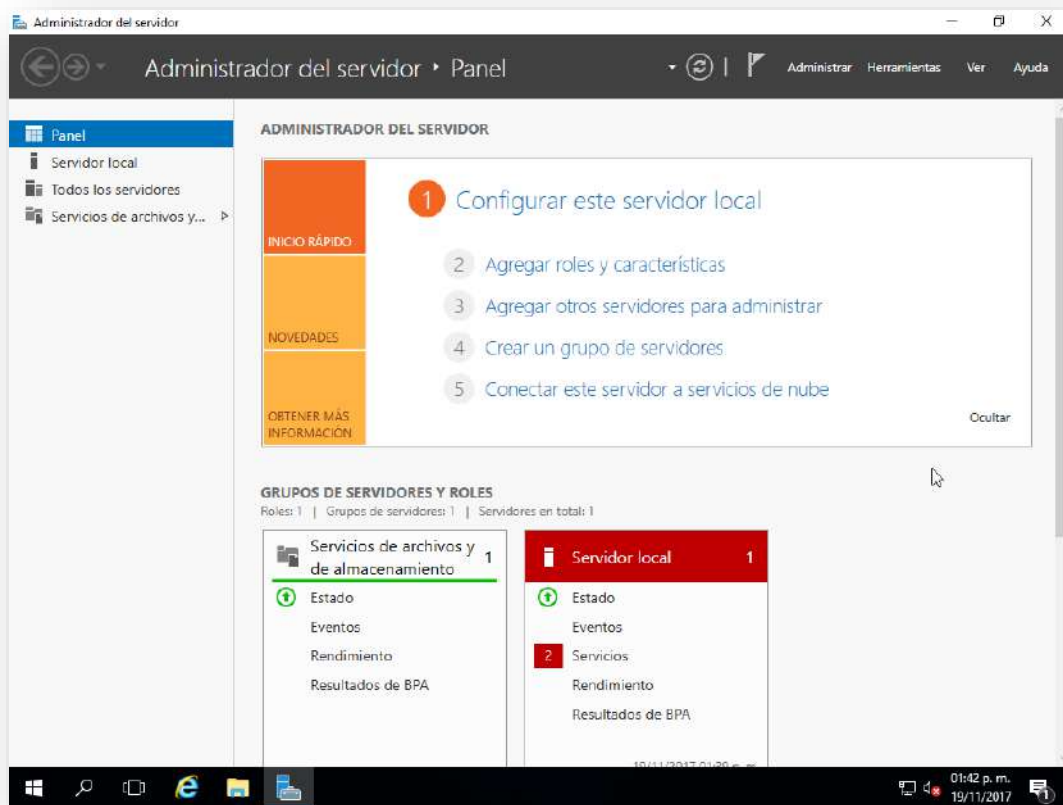 Administrador del servidor
Administrador del servidor ‣ Panel
Administrar Herramientas Ver Ayuda
Panel
Servidor local
Todos los servidores
Servicios de archivos y...
ADMINISTRADOR DEL SERVIDOR
INICIO RÁPIDO
NOVEDADES
OBTENER MÁS
INFORMACIÓN
1 Configurar este servidor local
2 Agregar roles y características
3 Agregar otros servidores para administrar
4 Crear un grupo de servidores
5 Conectar este servidor a servicios de nube
Ocultar
GRUPOS DE SERVIDORES Y ROLES
Roles: 1 | Grupos de servidores: 1 | Servidores en total: 1
Servicios de archivos y
de almacenamiento
1
Estado
Eventos
Rendimiento
Resultados de BPA
Servidor local 1
Estado
Eventos
2 Servicios
Rendimiento
Resultados de BPA
01:42 p. m.
19/11/2017
1